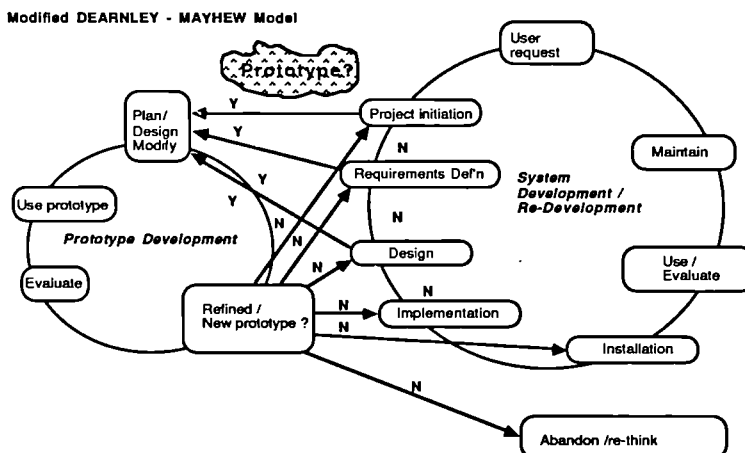 Modified DEARNLEY - MAYHEW Model
User
request
Prototype?
Plan/
Design
Modify
Y
Project initiation
Y
N
Maintain
Requirements Def'n
System
Development /
Re-Development
Y
Use prototype
N
N
N
Prototype Development
Design
Use /
Evaluate
Evaluate
N
N
Refined /
New prototype ?
N
Implementation
N
Installation
N
Abandon /re-think